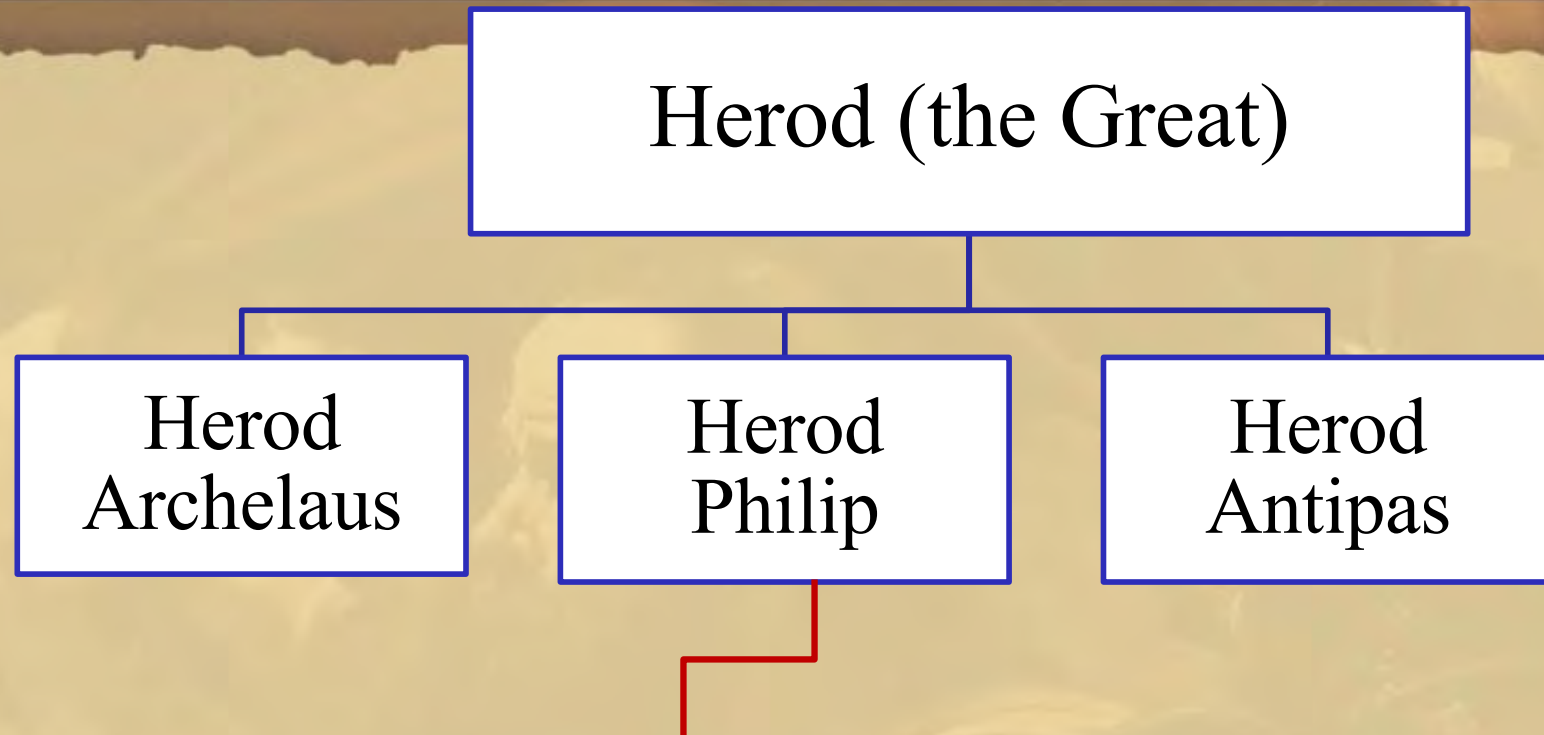 Herod (the Great)
Herod
Archelaus
Herod
Philip
Herod
Antipas